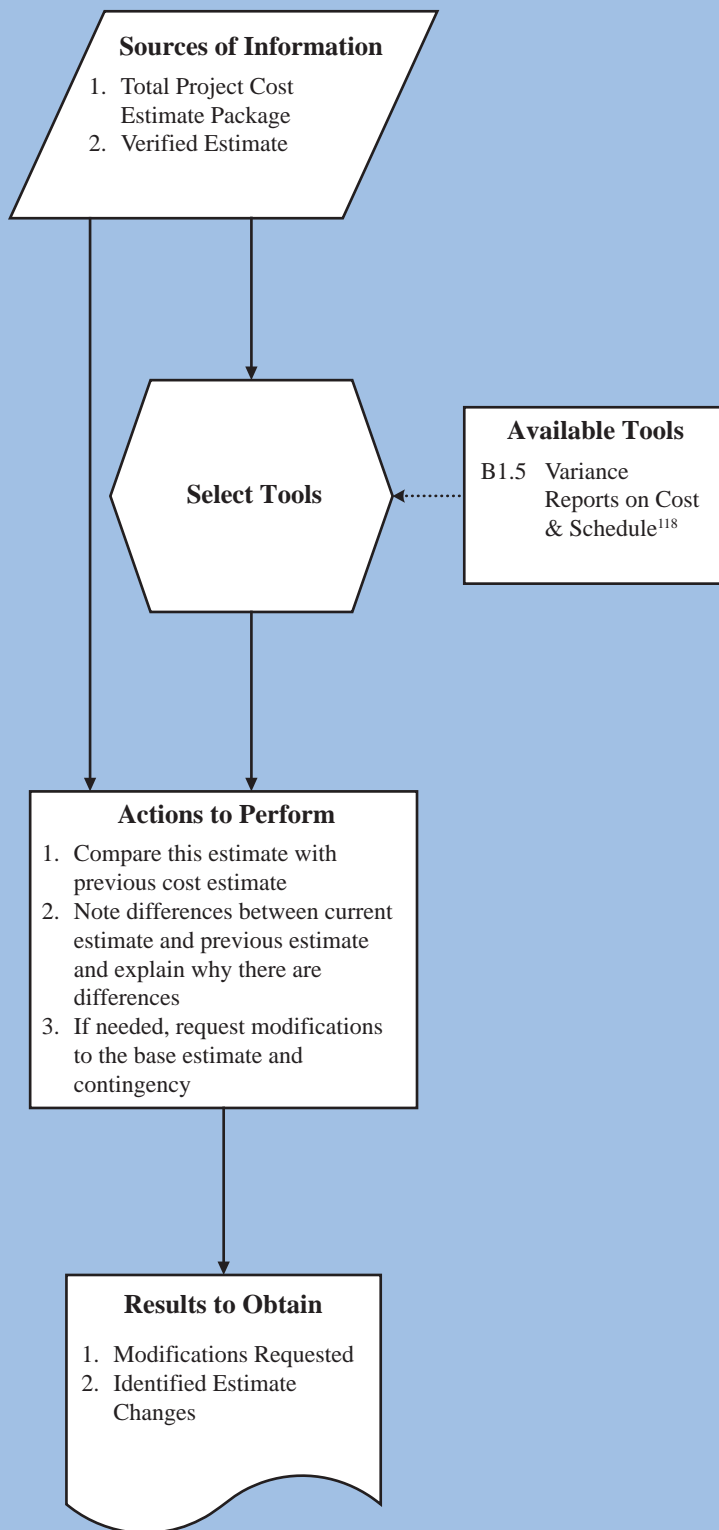 Sources of Information
1. Total Project Cost
Estimate Package
2. Verified Estimate
Select Tools
Available Tools
B1.5 Variance
Reports on Cost
& Schedule118
Actions to Perform
1. Compare this estimate with
previous cost estimate
2. Note differences between current
estimate and previous estimate
and explain why there are
differences
3. If needed, request modifications
to the base estimate and
contingency
Results to Obtain
1. Modifications Requested
2. Identified Estimate
Changes